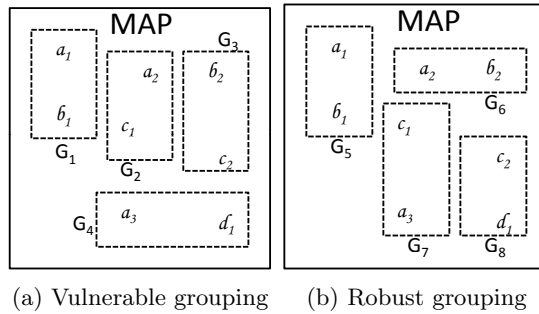 MAP
a1
b1
G1
a2
c1
G2
G3
b2
c2
G4
a3
d1
(a) Vulnerable grouping
MAP
a1
b1
G5
a2 b2
G6
c1
a3
G7
c2
d1
G8
(b) Robust grouping